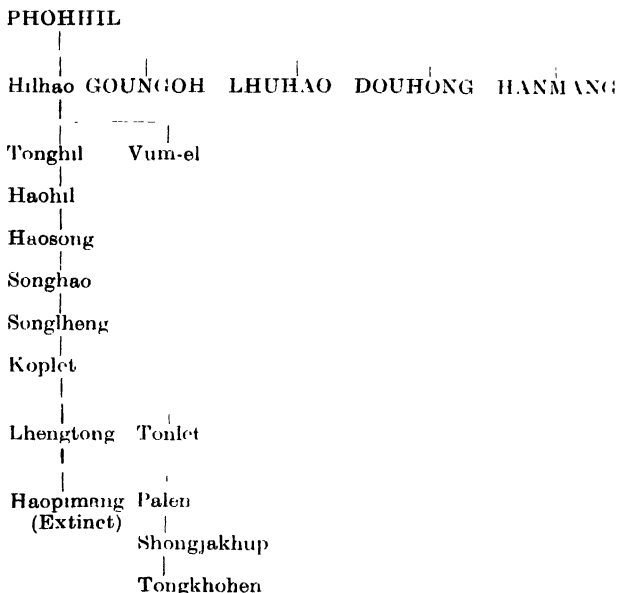 PHOHHIL
Hilhao GOUNGOH LHUHAO DOUHONG HANMANG
Tonghil Vum-el
Haohil
Haosong
Songhao
Songlheng
Koplet
Lhengtong Tonlet
Haopimang Palen
(Extinct)
Shongjakhup
Tongkhohen